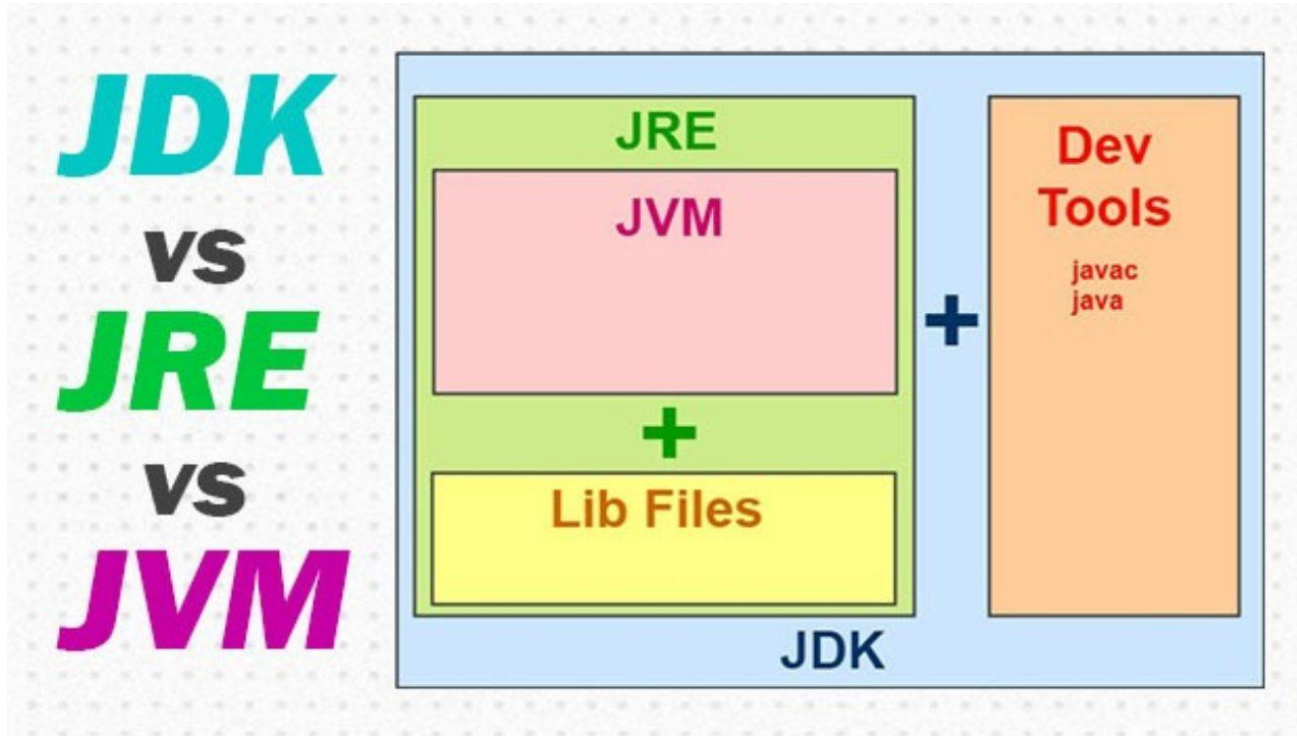 JDK
vs
JRE
vs
JVM
JRE
JVM
+
Lib Files
+
Dev
Tools
javac
java
JDK